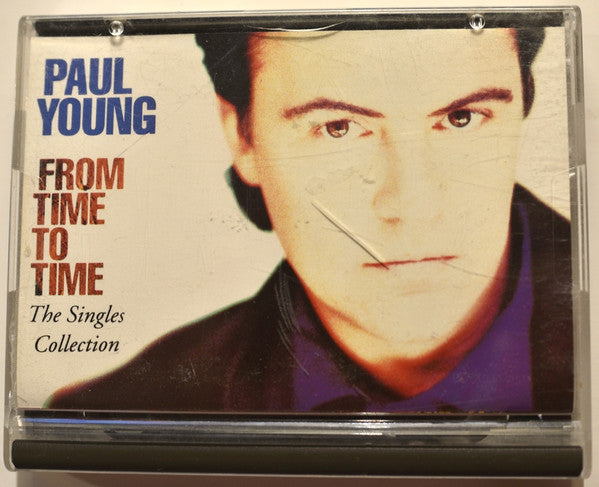 PAUL
YOUNG
FROM
TIME
TO
TIME
The Singles
Collection